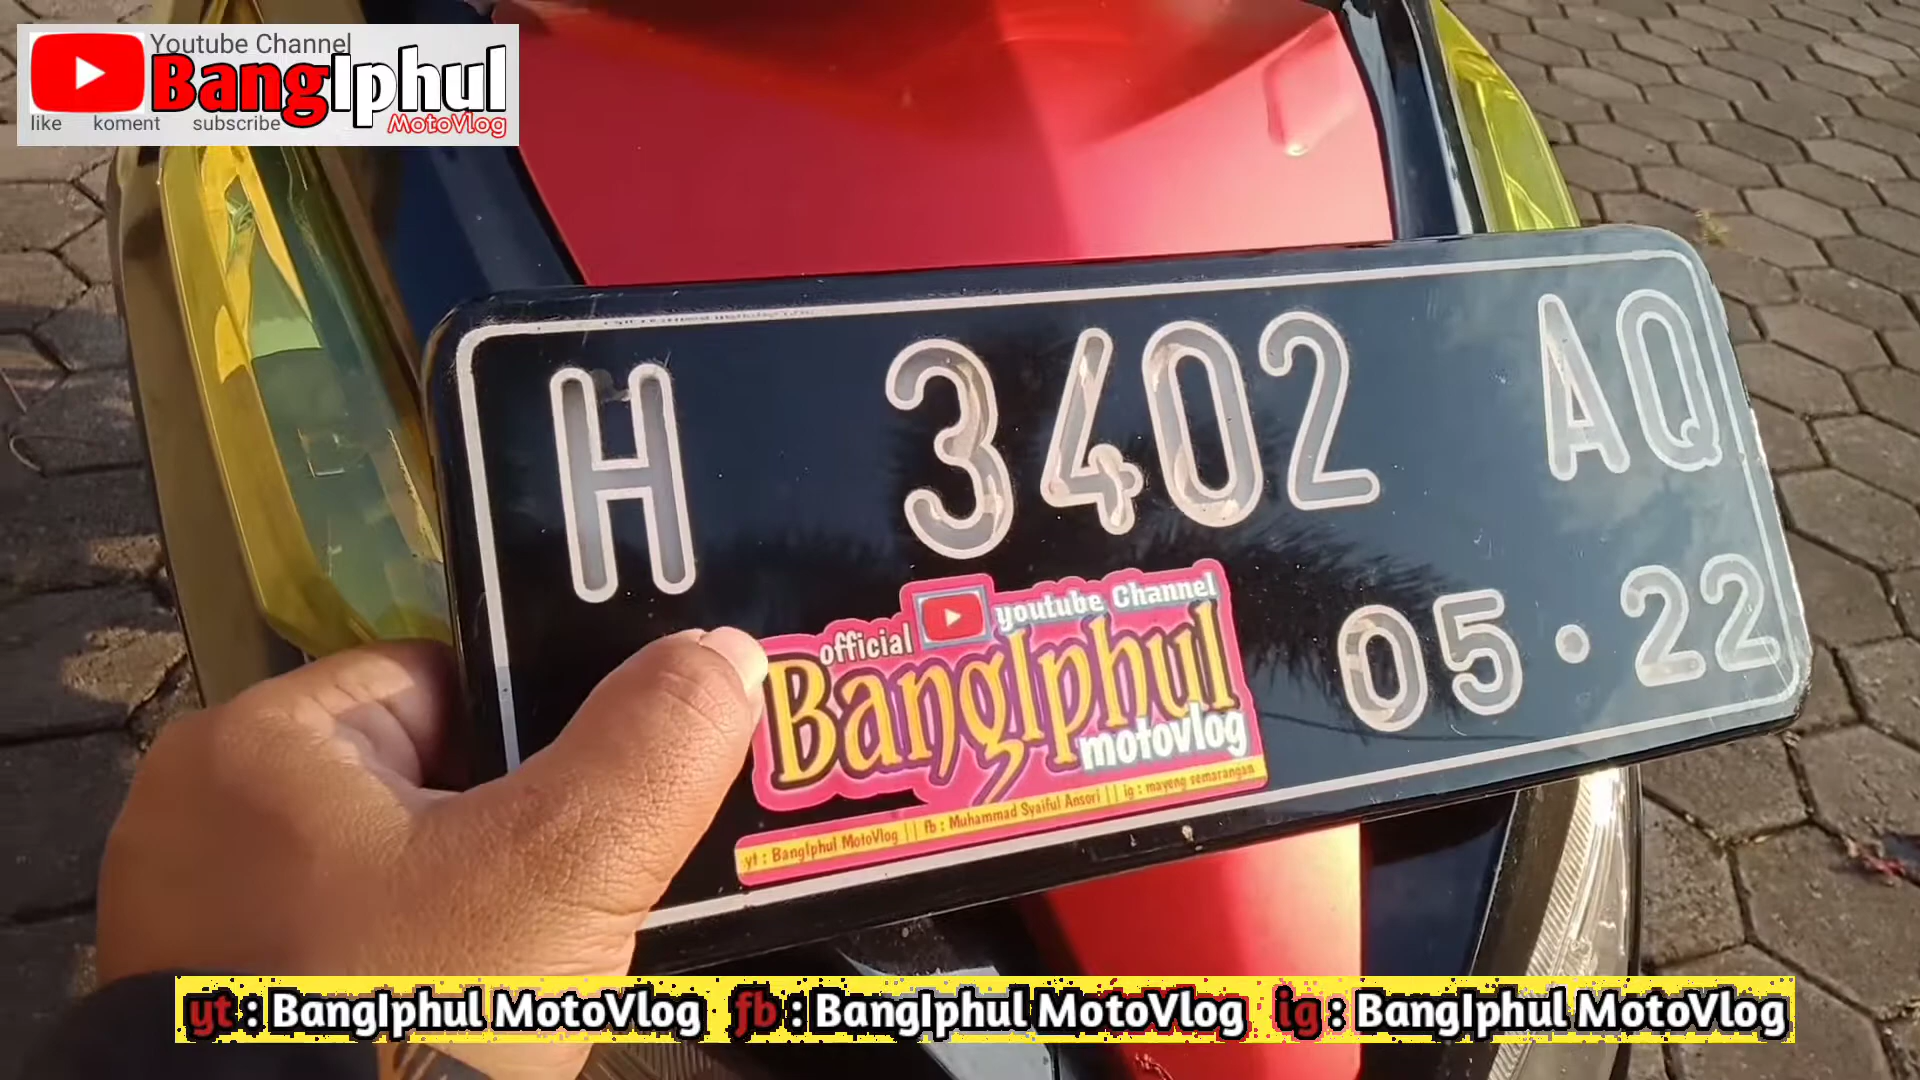 Youtube Channel
BangIphul
MotoVlog
like koment subscribe
H 3402 AQ
05·22
official youtube Channel
BangIphul
motovlog
yt : BangIphul MotoVlog || fb : Muhammad Syaiful Ansori || ig : mayeng semarangan
yt : BangIphul MotoVlog fb : BangIphul MotoVlog ig : BangIphul MotoVlog